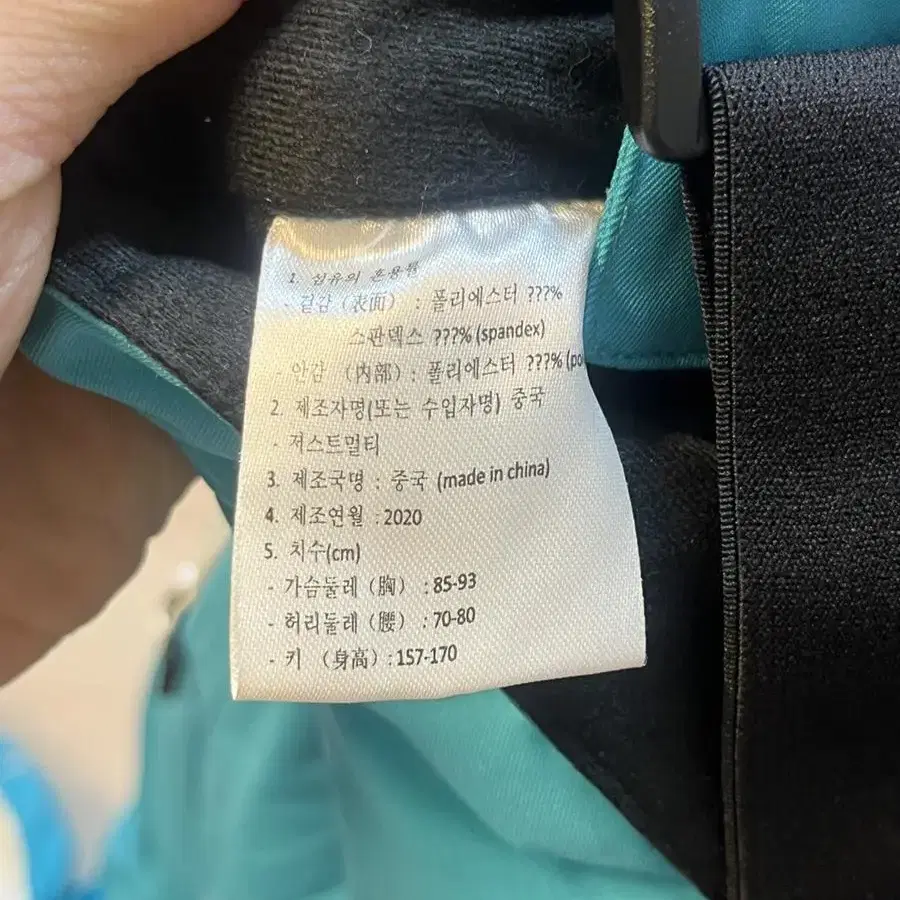 1. 섬유의 혼용률
- 겉감 (表面) : 폴리에스터 ???%
스판덱스 ???% (spandex)
- 안감 (内部) : 폴리에스터 ???% (po
2. 제조자명(또는 수입자명) 중국
- 져스트멀티
3. 제조국명 : 중국 (made in china)
4. 제조연월 : 2020
5. 치수(cm)
- 가슴둘레 (胸) : 85-93
- 허리둘레 (腰) : 70-80
- 키 (身高) : 157-170